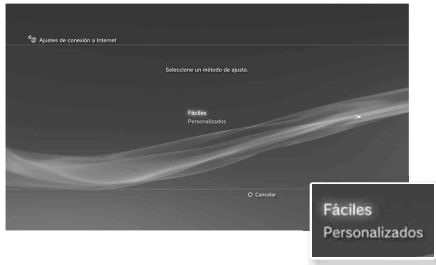 Ajustes de conexión a Internet
Seleccione un método de ajuste.
Fáciles
Personalizados
Cancelar
Fáciles
Personalizados